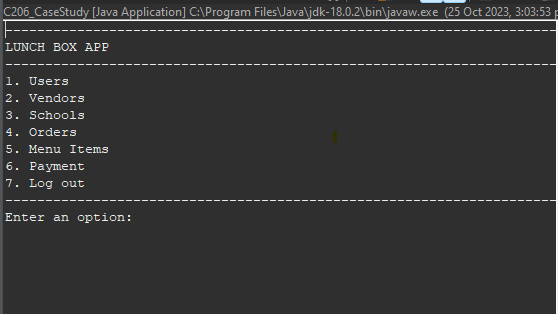 C206_CaseStudy [Java Application] C:\Program Files\Java\jdk-18.0.2\bin\javaw.exe (25 Oct 2023, 3:03:53 p
LUNCH BOX APP
1. Users
2. Vendors
3. Schools
4. Orders
5. Menu Items
6. Payment
7. Log out
Enter an option: